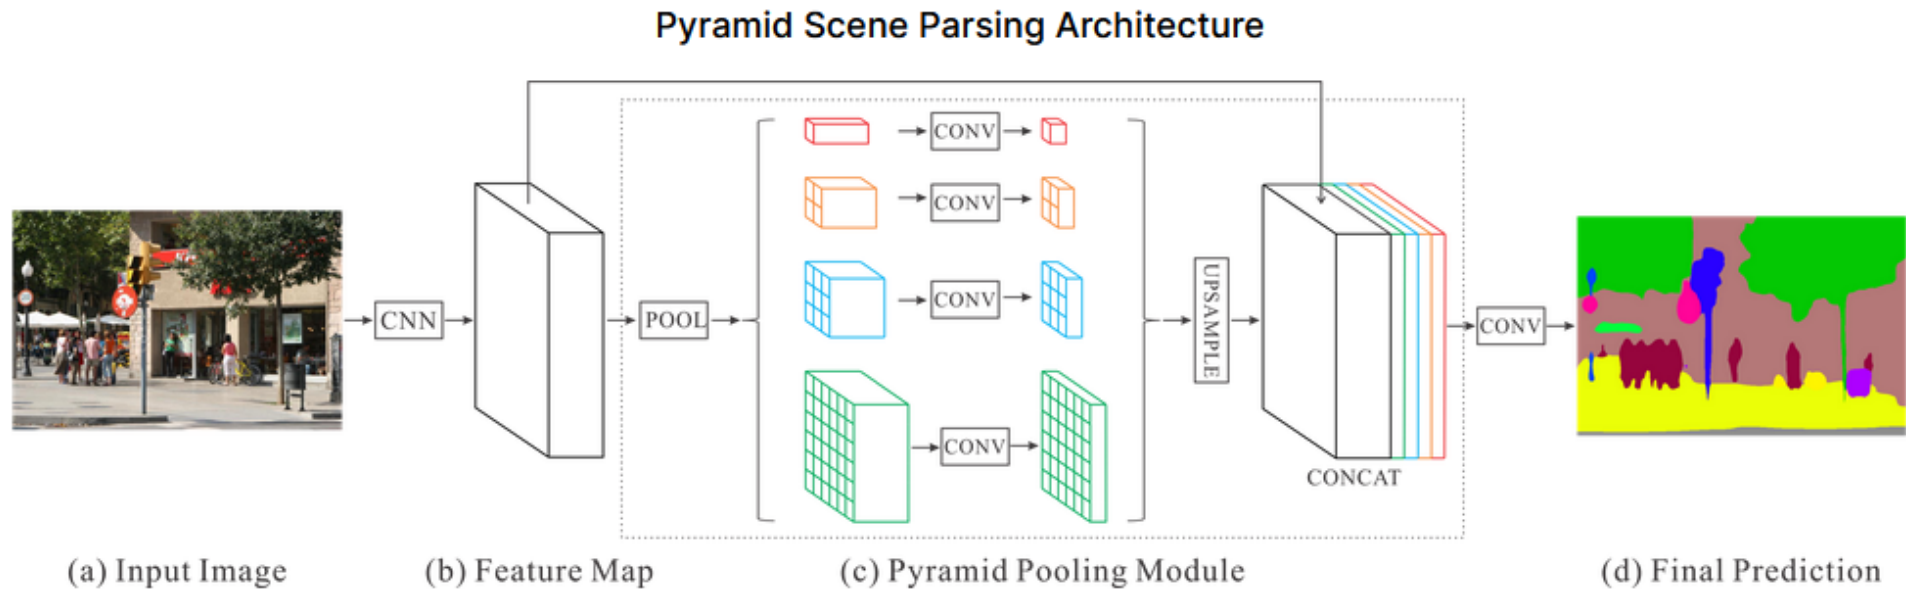 Pyramid Scene Parsing Architecture
CONV
CONV
CONV
CONV
CNN
POOL
UPSAMPLE
CONV
CONCAT
(a) Input Image
(b) Feature Map
(c) Pyramid Pooling Module
(d) Final Prediction